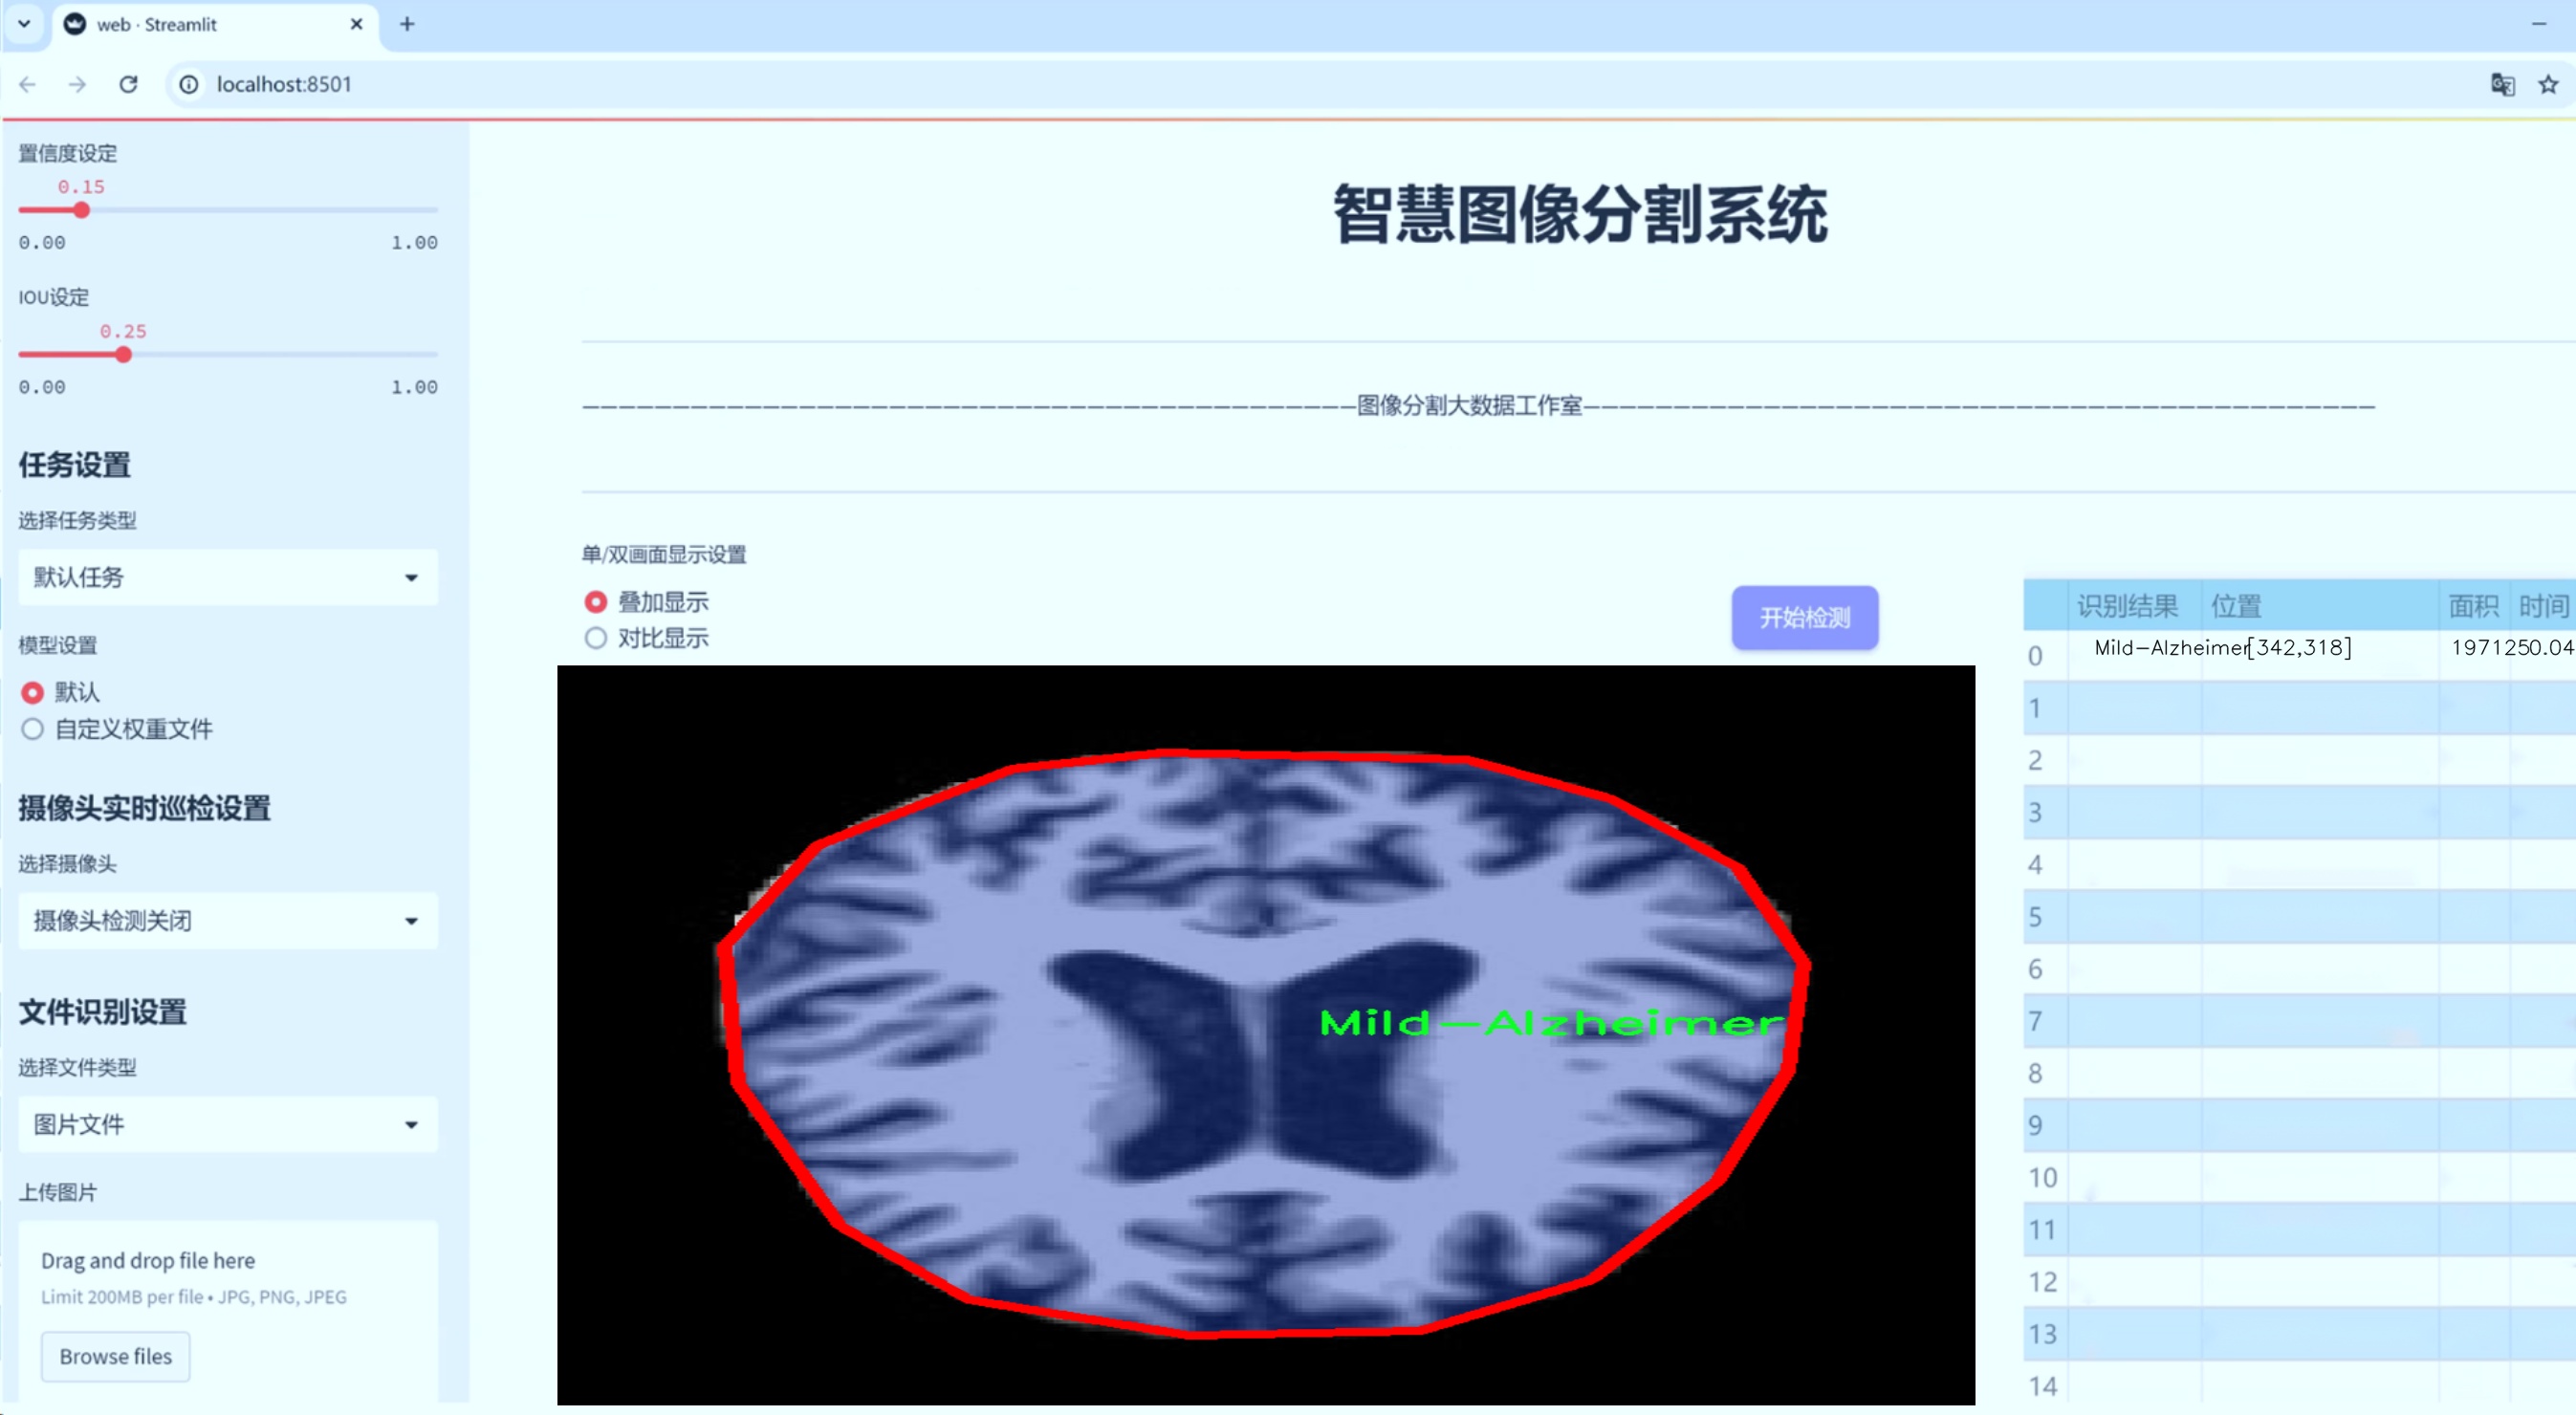 web · Streamlit
localhost:8501
置信度设定
0.15
0.00 1.00
IOU设定
0.25
0.00 1.00
任务设置
选择任务类型
默认任务
模型设置
默认
自定义权重文件
摄像头实时巡检设置
选择摄像头
摄像头检测关闭
文件识别设置
选择文件类型
图片文件
上传图片
Drag and drop file here
Limit 200MB per file • JPG, PNG, JPEG
Browse files
智慧图像分割系统
———————————————————————————————————————————图像分割大数据工作室————————————————————————————————————————————
单/双画面显示设置
叠加显示
对比显示
开始检测
Mild-Alzheimer
识别结果 位置 面积 时间
0 Mild-Alzheimer[342,318] 1971250.04
1
2
3
4
5
6
7
8
9
10
11
12
13
14